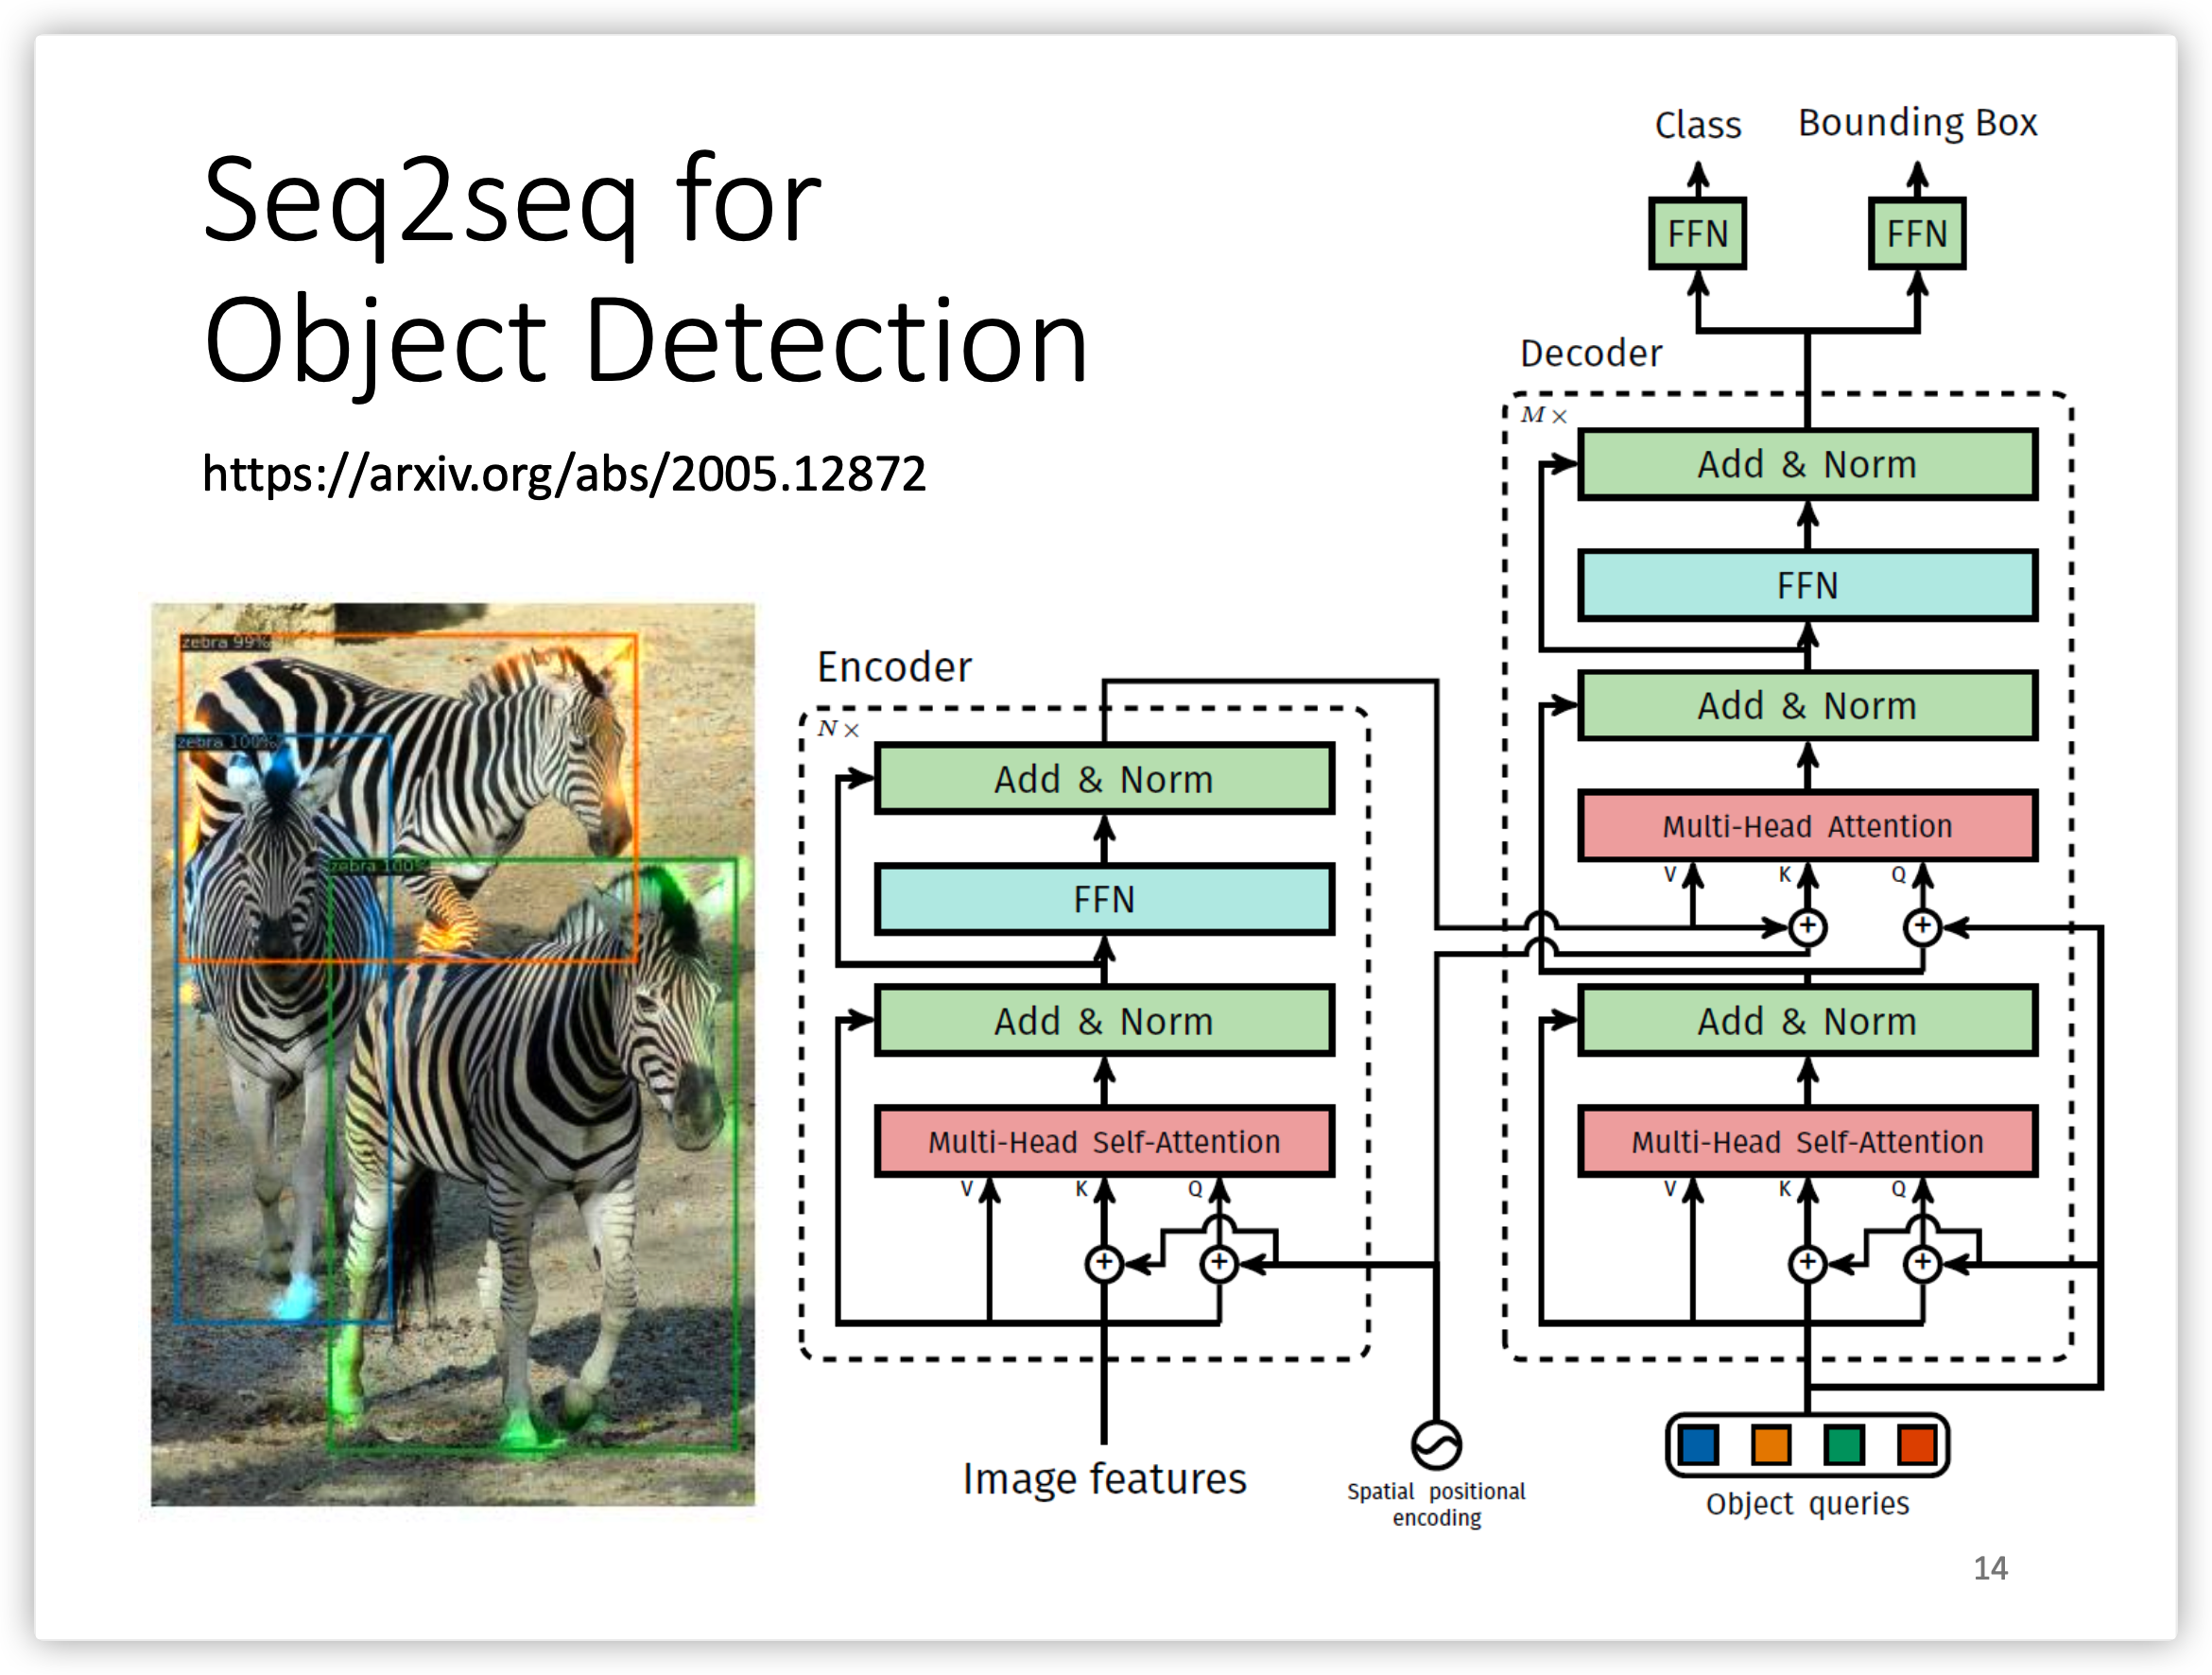 Seq2seq for
Object Detection
https://arxiv.org/abs/2005.12872
zebra 99%
zebra 100%
zebra 100%
Encoder
N ×
Add & Norm
FFN
Add & Norm
Multi-Head Self-Attention
V K Q
Image features
Spatial positional
encoding
Class Bounding Box
FFN FFN
Decoder
M ×
Add & Norm
FFN
Add & Norm
Multi-Head Attention
V K Q
Add & Norm
Multi-Head Self-Attention
V K Q
Object queries
14